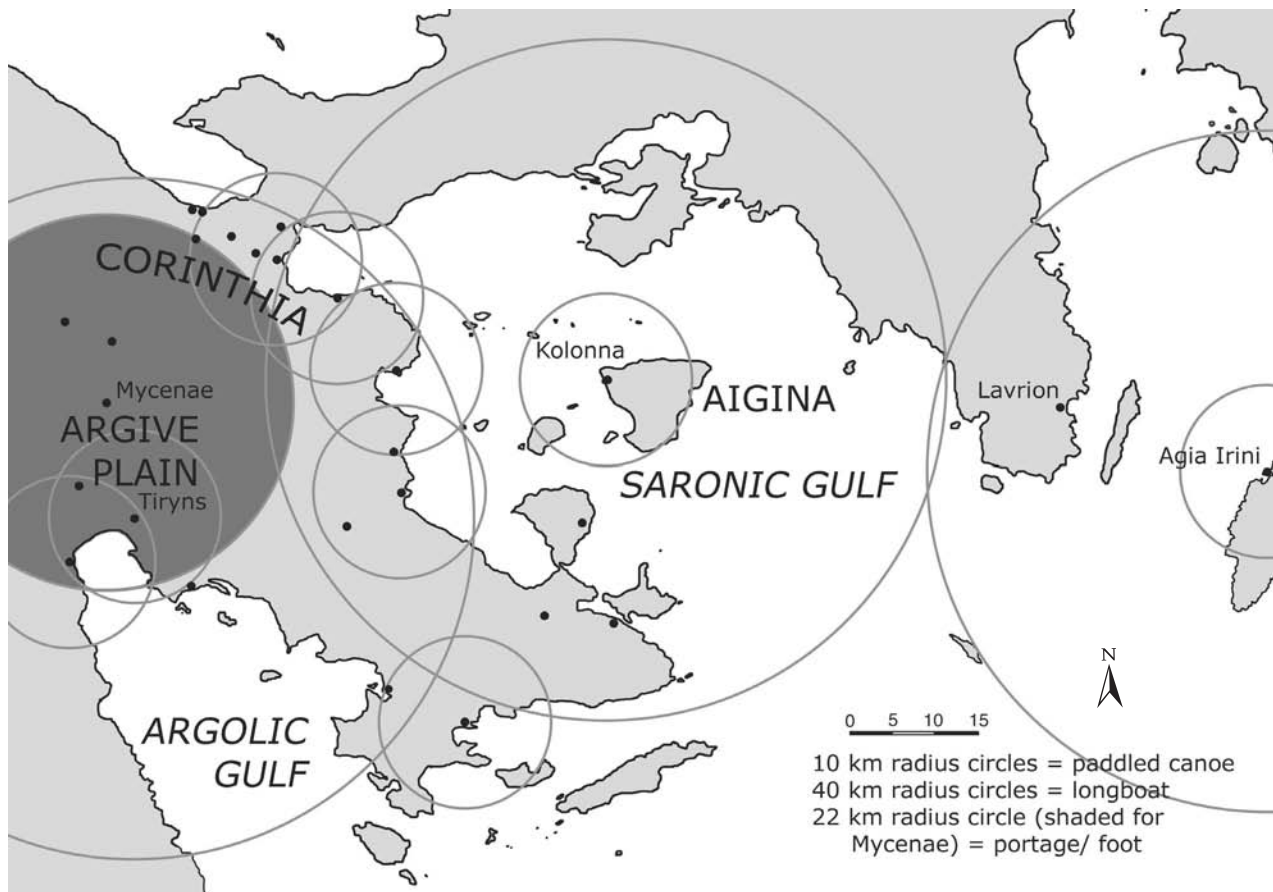 CORINTHIA
Kolonna
Mycenae
AIGINA
Lavrion
ARGIVE
PLAIN
Agia Irini
Tiryns
SARONIC GULF
N
ARGOLIC
GULF
0 5 10 15
10 km radius circles = paddled canoe
40 km radius circles = longboat
22 km radius circle (shaded for
Mycenae) = portage/ foot